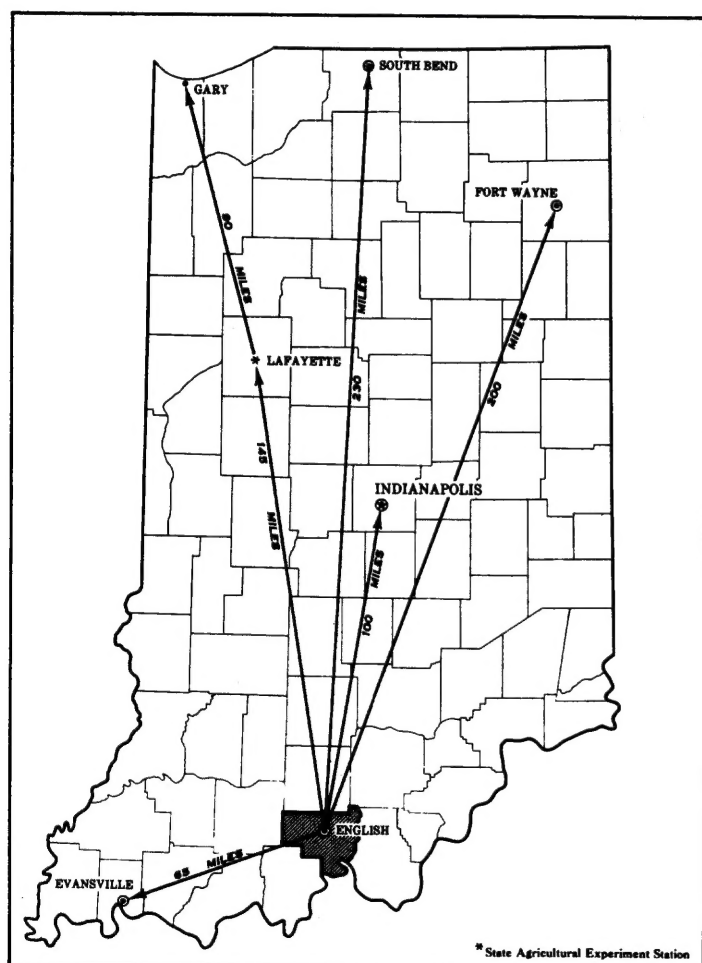 SOUTH BEND
GARY
FORT WAYNE
90 MILES
MILES
230
200 MILES
* LAFAYETTE
145 MILES
INDIANAPOLIS
100 MILES
ENGLISH
65 MILES
EVANSVILLE
* State Agricultural Experiment Station